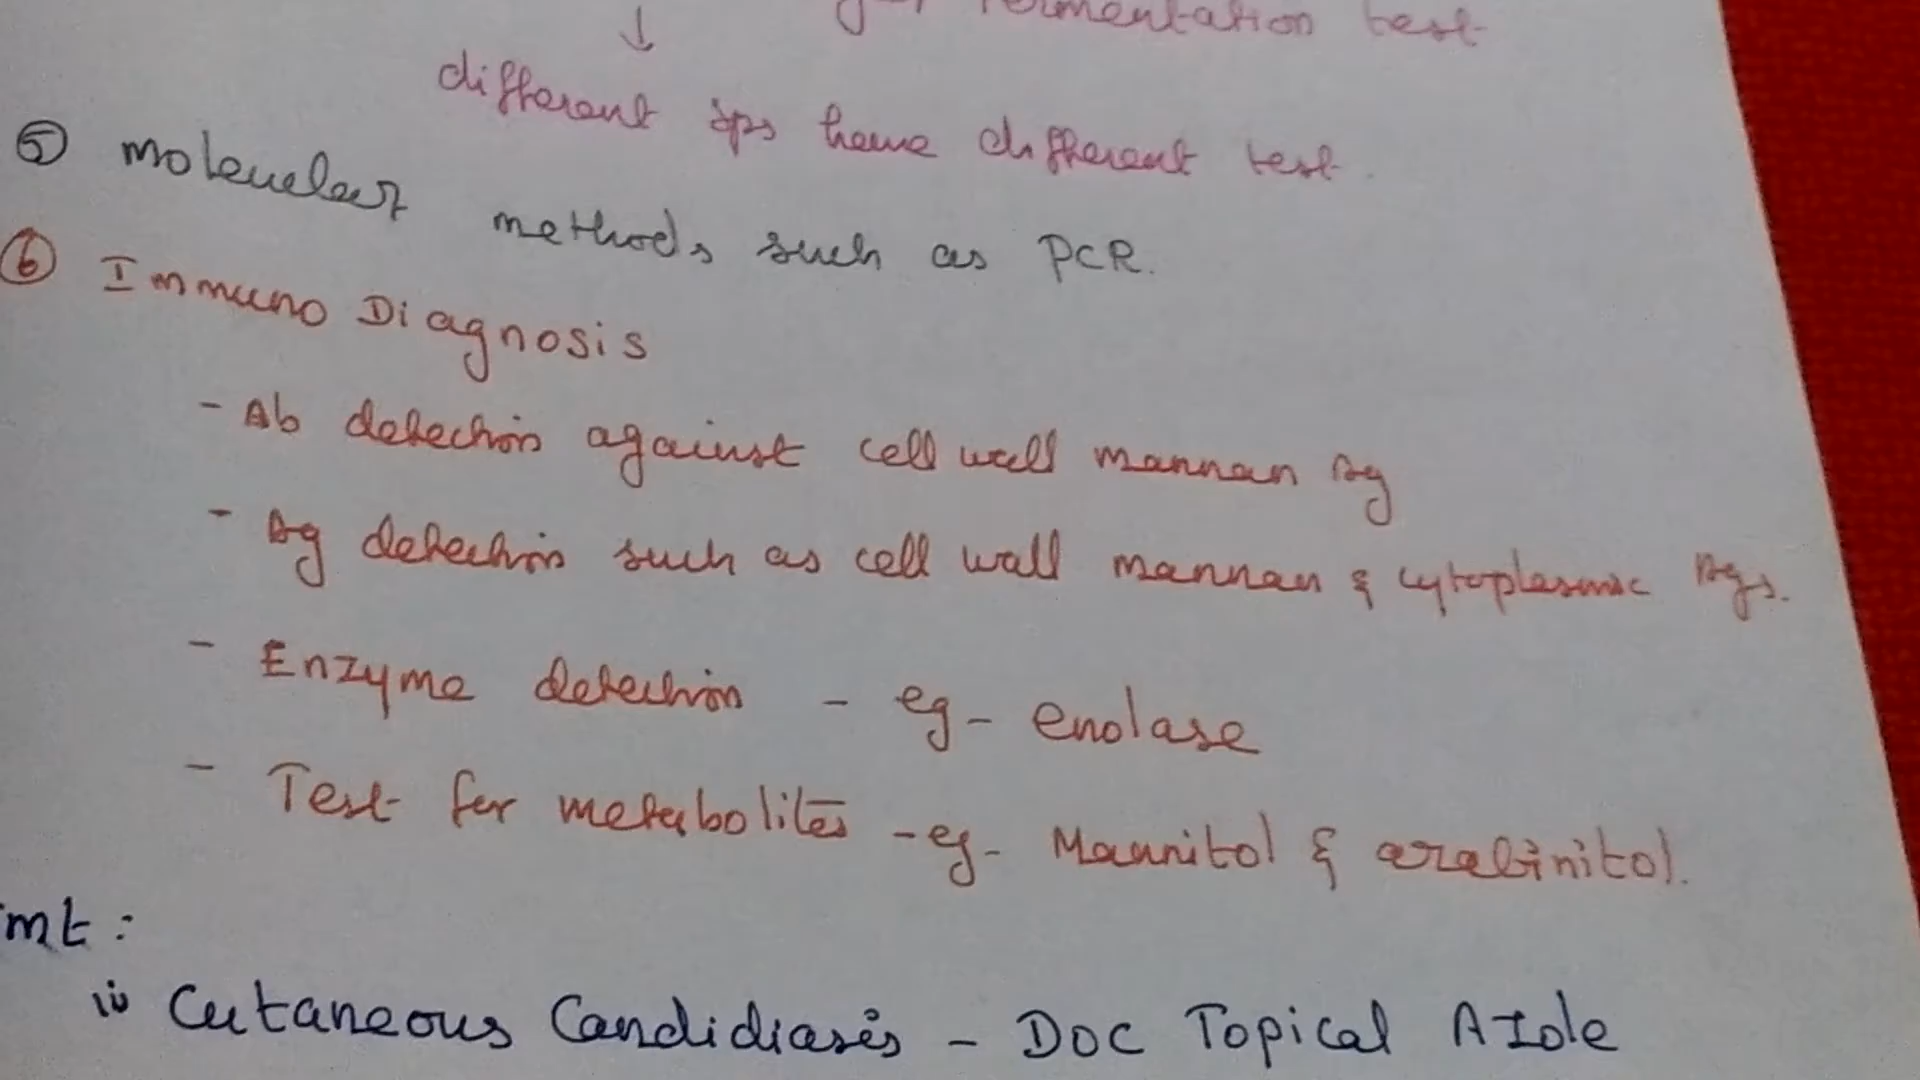 fermentation test
↓
different sps have different test.
⑤ Molecular methods such as PCR.
⑥ Immuno Diagnosis
- Ab detection against cell wall mannan Ag
- Ag detection such as cell wall mannan & cytoplasmic Ags.
- Enzyme detection - eg - enolase
- Test for metabolites - eg - Mannitol & arabinitol.
mt :
Cutaneous Candidiasis - DOC Topical Azole